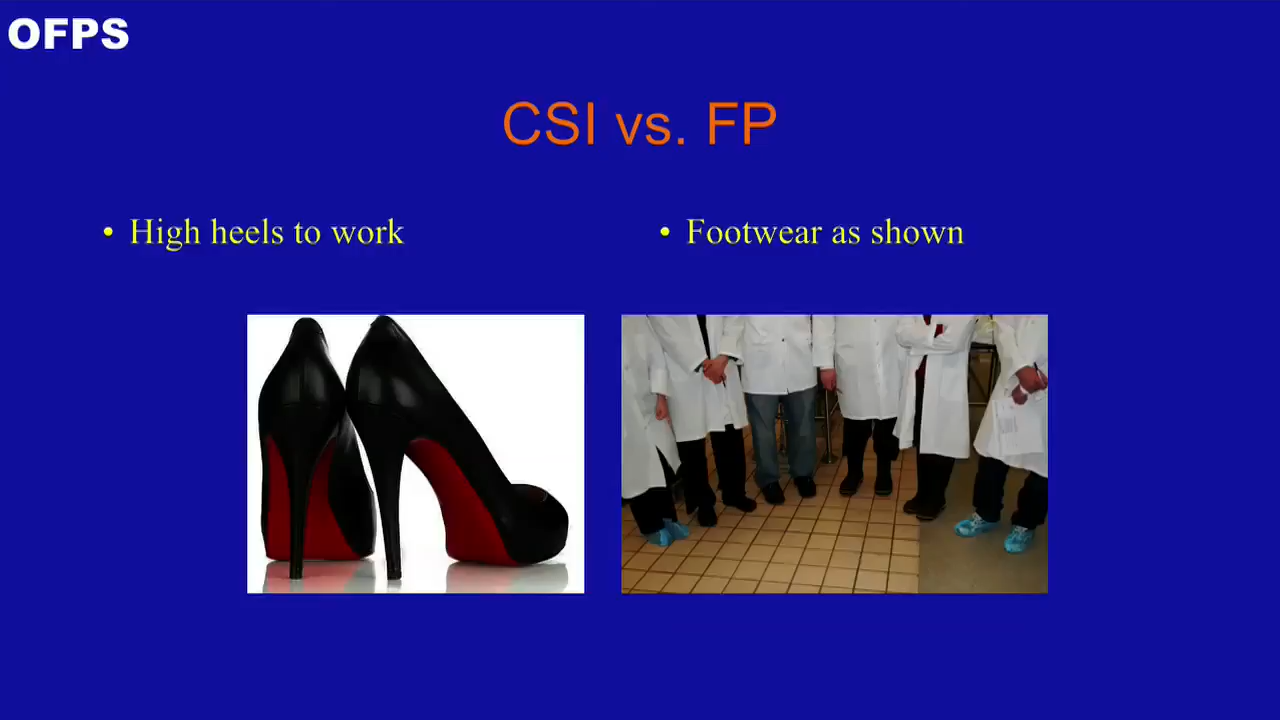 OFPS
CSI vs. FP
• High heels to work
• Footwear as shown